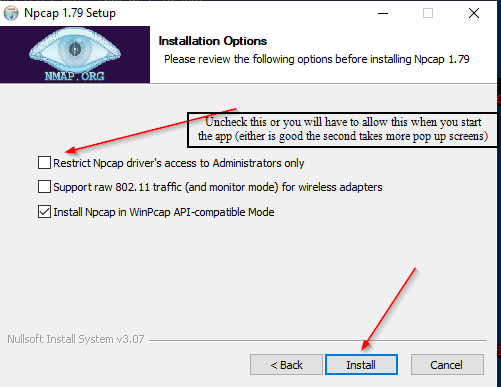 Npcap 1.79 Setup
NMAP.ORG
Installation Options
Please review the following options before installing Npcap 1.79
Uncheck this or you will have to allow this when you start
the app (either is good the second takes more pop up screens)
Restrict Npcap driver's access to Administrators only
Support raw 802.11 traffic (and monitor mode) for wireless adapters
Install Npcap in WinPcap API-compatible Mode
Nullsoft Install System v3.07
< Back
Install
Cancel